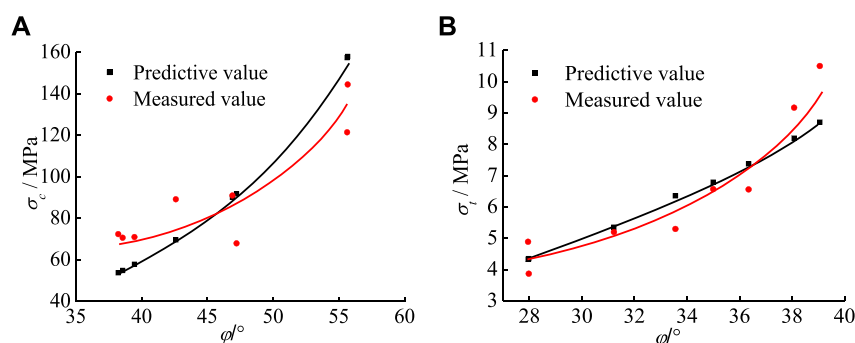 A
160
140
120
100
80
60
40
σc / MPa
Predictive value
Measured value
35
40
45
50
55
60
φ/°
B
11
10
9
8
7
6
5
4
3
σt / MPa
Predictive value
Measured value
28
30
32
34
36
38
40
φ/°